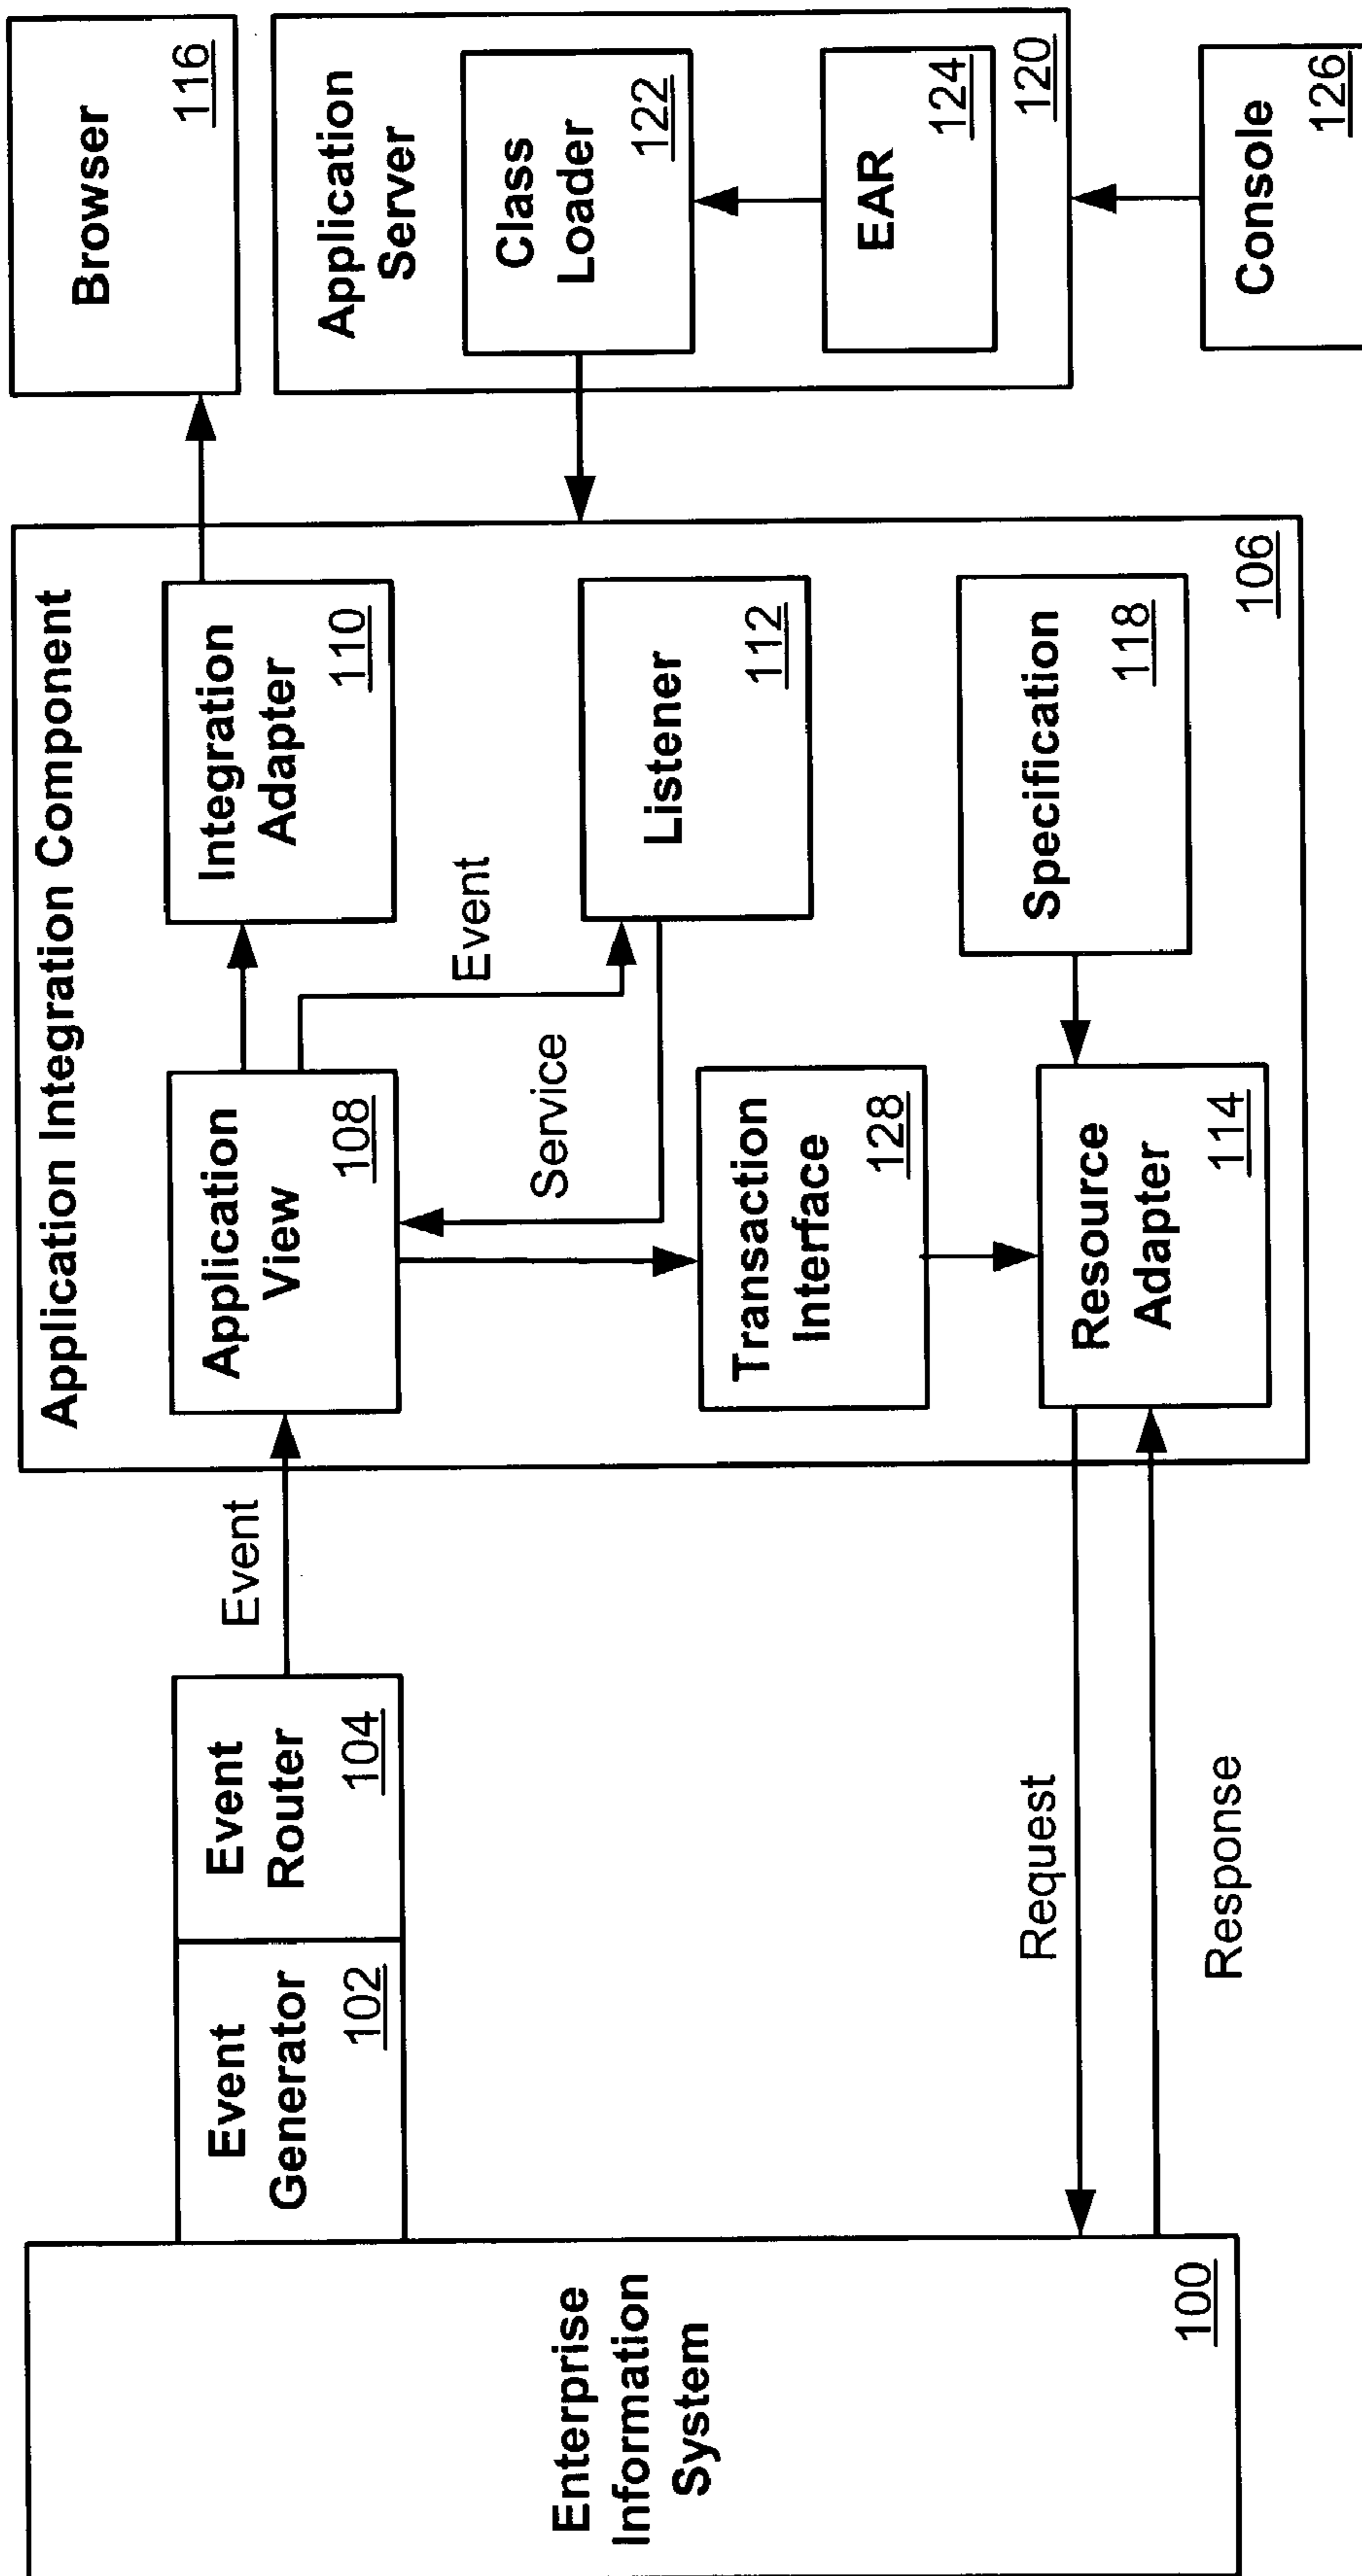 Enterprise
Information
System
100
Event
Generator
102
Event
Router
104
Event
Request
Response
Application Integration Component
106
Application
View
108
Integration
Adapter
110
Event
Service
Listener
112
Transaction
Interface
128
Resource
Adapter
114
Specification
118
Browser
116
Application
Server
120
Class
Loader
122
EAR
124
Console
126